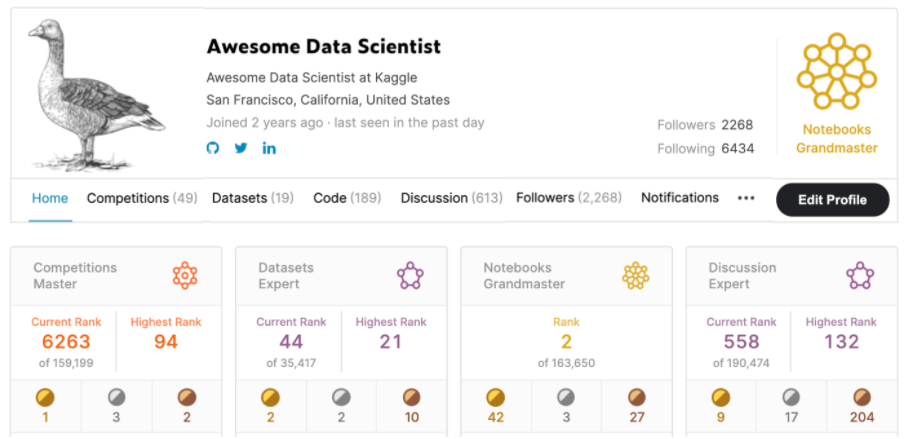 Awesome Data Scientist
Awesome Data Scientist at Kaggle
San Francisco, California, United States
Joined 2 years ago · last seen in the past day
Followers 2268
Following 6434
Notebooks
Grandmaster
Home Competitions (49) Datasets (19) Code (189) Discussion (613) Followers (2,268) Notifications ••• Edit Profile
Competitions
Master
Current Rank Highest Rank
6263 94
of 159,199
1 3 2
Datasets
Expert
Current Rank Highest Rank
44 21
of 35,417
2 2 10
Notebooks
Grandmaster
Rank
2
of 163,650
42 3 27
Discussion
Expert
Current Rank Highest Rank
558 132
of 190,474
9 17 204